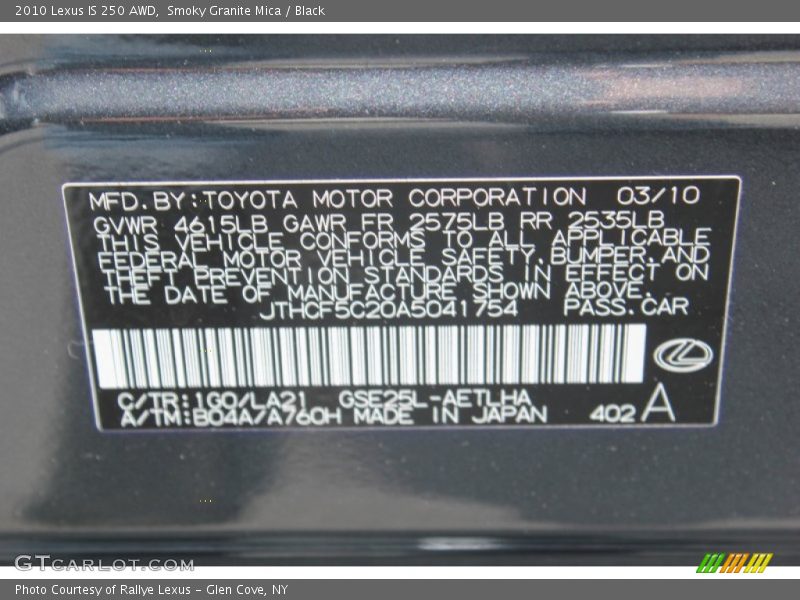 2010 Lexus IS 250 AWD, Smoky Granite Mica / Black
MFD.BY:TOYOTA MOTOR CORPORATION 03/10
GVWR 4615LB GAWR FR 2575LB RR 2535LB
THIS VEHICLE CONFORMS TO ALL APPLICABLE
FEDERAL MOTOR VEHICLE SAFETY,BUMPER,AND
THEFT PREVENTION STANDARDS IN EFFECT ON
THE DATE OF MANUFACTURE SHOWN ABOVE.
JTHCF5C20A5041754 PASS.CAR
C/TR:1G0/LA21 GSE25L-AETLHA
A/TM:B04A/A760H MADE IN JAPAN 402 A
GTCARLOT.COM
Photo Courtesy of Rallye Lexus - Glen Cove, NY